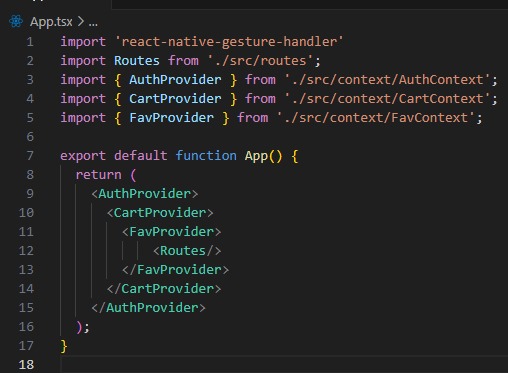 App.tsx > ...
1 import 'react-native-gesture-handler'
2 import Routes from './src/routes';
3 import { AuthProvider } from './src/context/AuthContext';
4 import { CartProvider } from './src/context/CartContext';
5 import { FavProvider } from './src/context/FavContext';
6
7 export default function App() {
8   return (
9     <AuthProvider>
10       <CartProvider>
11         <FavProvider>
12             <Routes/>
13         </FavProvider>
14       </CartProvider>
15     </AuthProvider>
16   );
17 }
18